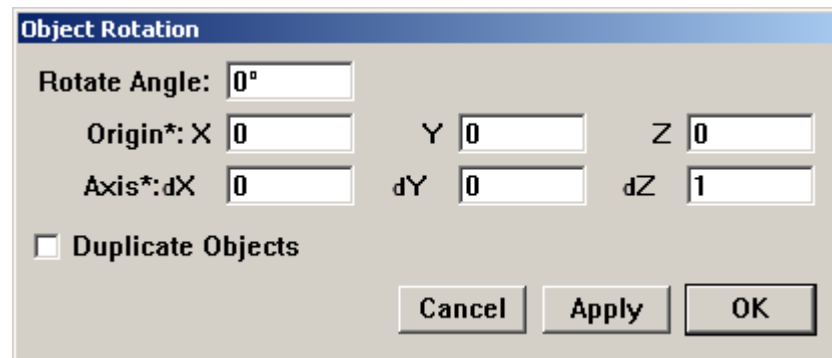 Object Rotation
Rotate Angle: 0°
Origin*: X 0 Y 0 Z 0
Axis*:dX 0 dY 0 dZ 1
Duplicate Objects
Cancel Apply OK